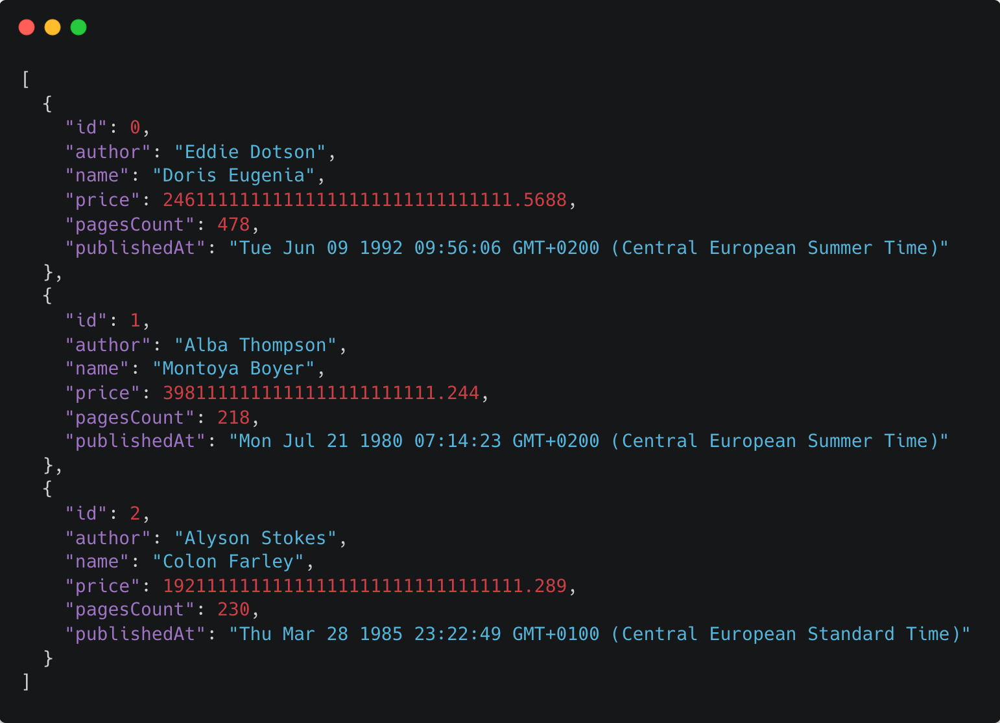 [
{
"id": 0,
"author": "Eddie Dotson",
"name": "Doris Eugenia",
"price": 24611111111111111111111111111111.5688,
"pagesCount": 478,
"publishedAt": "Tue Jun 09 1992 09:56:06 GMT+0200 (Central European Summer Time)"
},
{
"id": 1,
"author": "Alba Thompson",
"name": "Montoya Boyer",
"price": 3981111111111111111111111.244,
"pagesCount": 218,
"publishedAt": "Mon Jul 21 1980 07:14:23 GMT+0200 (Central European Summer Time)"
},
{
"id": 2,
"author": "Alyson Stokes",
"name": "Colon Farley",
"price": 192111111111111111111111111111111.289,
"pagesCount": 230,
"publishedAt": "Thu Mar 28 1985 23:22:49 GMT+0100 (Central European Standard Time)"
}
]